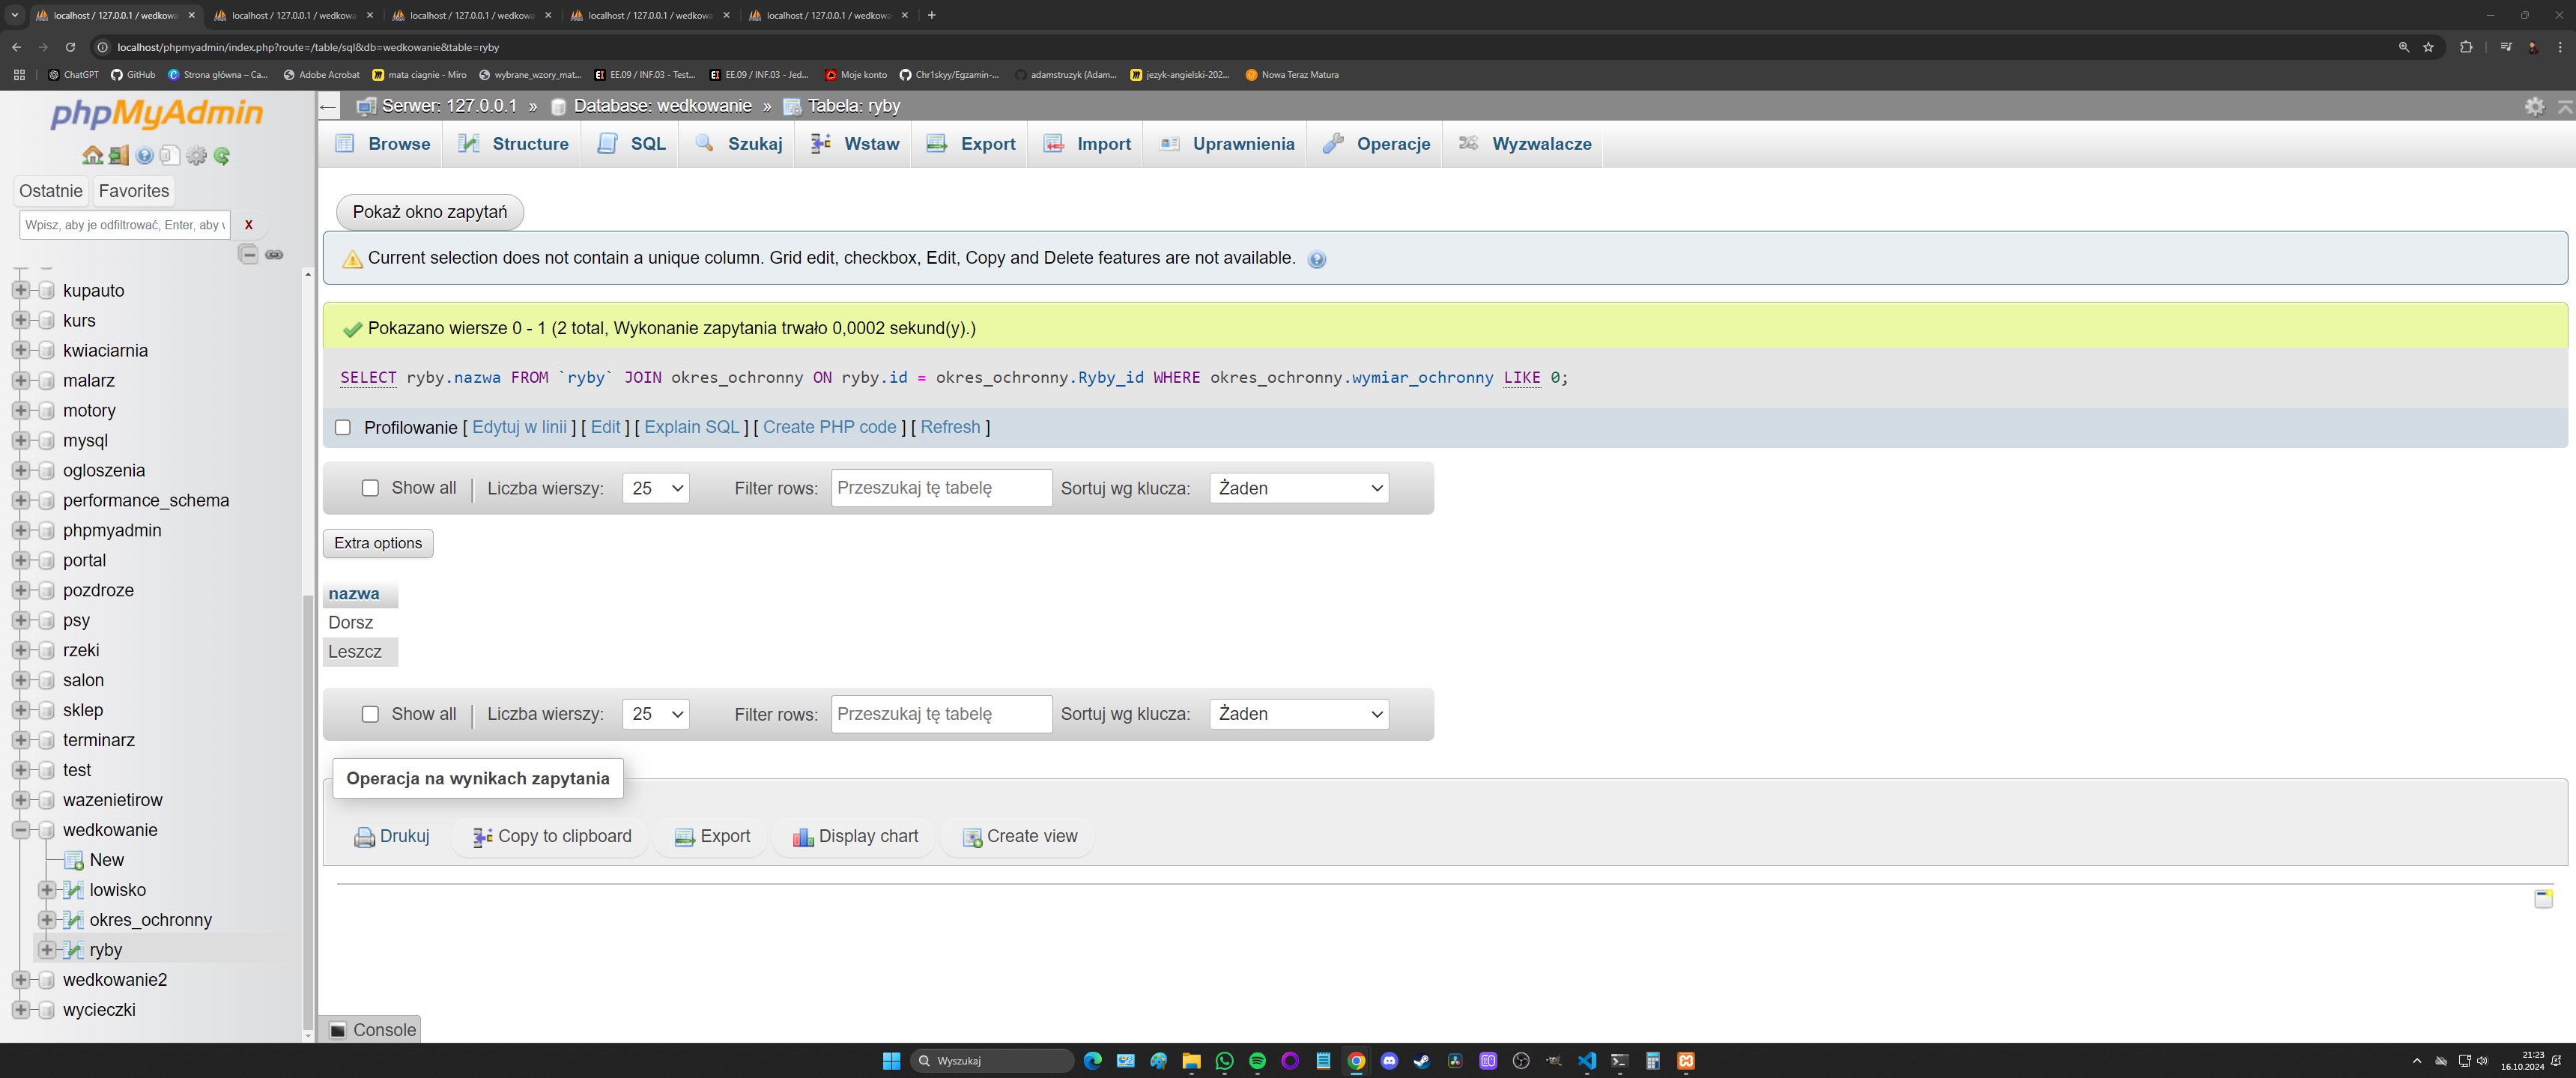 localhost / 127.0.0.1 / wedkowa
localhost / 127.0.0.1 / wedkowa
localhost / 127.0.0.1 / wedkowa
localhost / 127.0.0.1 / wedkowa
localhost / 127.0.0.1 / wedkowa
localhost/phpmyadmin/index.php?route=/table/sql&db=wedkowanie&table=ryby
ChatGPT
GitHub
Strona główna – Ca...
Adobe Acrobat
mata ciagnie - Miro
wybrane_wzory_mat...
EE.09 / INF.03 - Test...
EE.09 / INF.03 - Jed...
Moje konto
Chr1skyy/Egzamin-...
adamstruzyk (Adam...
jezyk-angielski-202...
Nowa Teraz Matura
phpMyAdmin
Ostatnie Favorites
Wpisz, aby je odfiltrować, Enter, aby X
kupauto
kurs
kwiaciarnia
malarz
motory
mysql
ogloszenia
performance_schema
phpmyadmin
portal
pozdroze
psy
rzeki
salon
sklep
terminarz
test
wazenietirow
wedkowanie
New
lowisko
okres_ochronny
ryby
wedkowanie2
wycieczki
Serwer: 127.0.0.1 » Database: wedkowanie » Tabela: ryby
Browse Structure SQL Szukaj Wstaw Export Import Uprawnienia Operacje Wyzwalacze
Pokaż okno zapytań
Current selection does not contain a unique column. Grid edit, checkbox, Edit, Copy and Delete features are not available.
Pokazano wiersze 0 - 1 (2 total, Wykonanie zapytania trwało 0,0002 sekund(y).)
SELECT ryby.nazwa FROM `ryby` JOIN okres_ochronny ON ryby.id = okres_ochronny.Ryby_id WHERE okres_ochronny.wymiar_ochronny LIKE 0;
Profilowanie [ Edytuj w linii ] [ Edit ] [ Explain SQL ] [ Create PHP code ] [ Refresh ]
Show all Liczba wierszy: 25 Filter rows: Przeszukaj tę tabelę Sortuj wg klucza: Żaden
Extra options
nazwa
Dorsz
Leszcz
Show all Liczba wierszy: 25 Filter rows: Przeszukaj tę tabelę Sortuj wg klucza: Żaden
Operacja na wynikach zapytania
Drukuj Copy to clipboard Export Display chart Create view
Console
Wyszukaj
21:23
16.10.2024